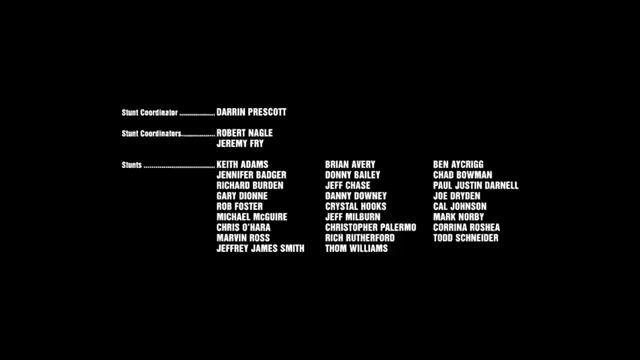 Stunt Coordinator .................. DARRIN PRESCOTT
Stunt Coordinators................. ROBERT NAGLE
JEREMY FRY
Stunts .................................... KEITH ADAMS BRIAN AVERY BEN AYCRIGG
JENNIFER BADGER DONNY BAILEY CHAD BOWMAN
RICHARD BURDEN JEFF CHASE PAUL JUSTIN DARNELL
GARY DIONNE DANNY DOWNEY JOE DRYDEN
ROB FOSTER CRYSTAL HOOKS CAL JOHNSON
MICHAEL McGUIRE JEFF MILBURN MARK NORBY
CHRIS O'HARA CHRISTOPHER PALERMO CORRINA ROSHEA
MARVIN ROSS RICH RUTHERFORD TODD SCHNEIDER
JEFFREY JAMES SMITH THOM WILLIAMS